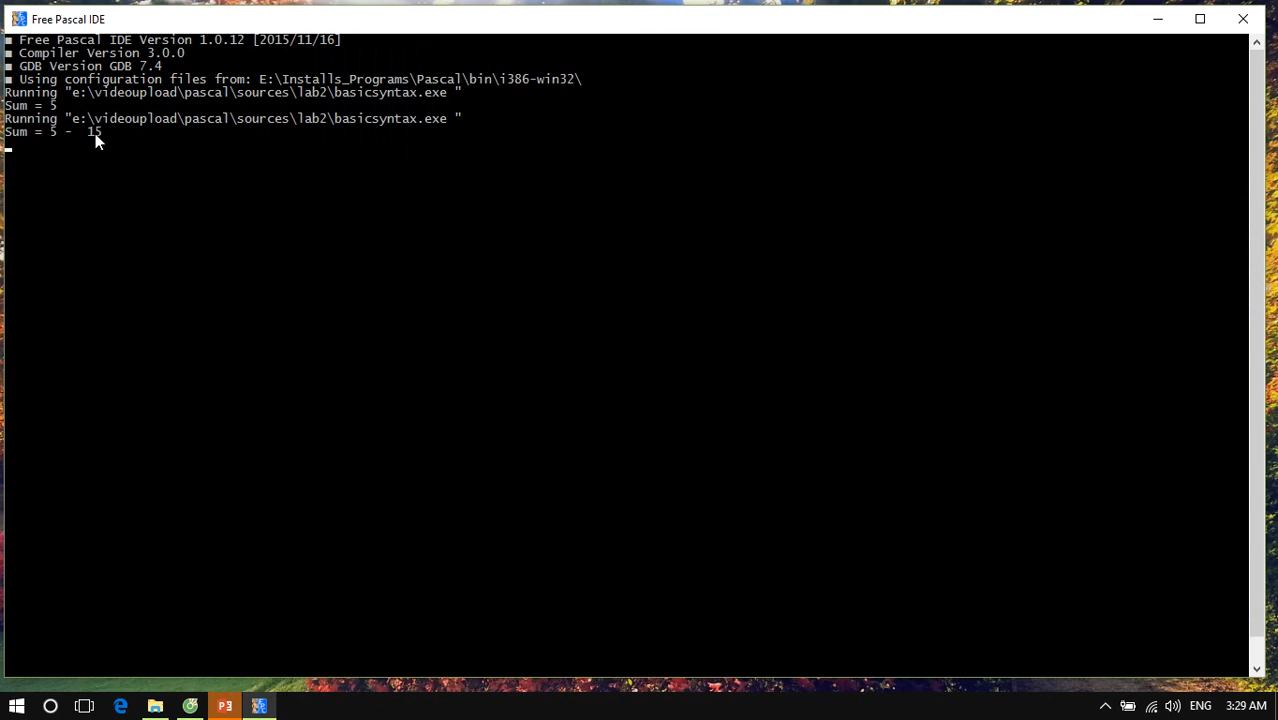 Free Pascal IDE
Free Pascal IDE Version 1.0.12 [2015/11/16]
Compiler Version 3.0.0
GDB Version GDB 7.4
Using configuration files from: E:\Installs_Programs\Pascal\bin\i386-win32\
Running "e:\videoupload\pascal\sources\lab2\basicsyntax.exe "
Sum = 5
Running "e:\videoupload\pascal\sources\lab2\basicsyntax.exe "
Sum = 5 -  15
ENG
3:29 AM